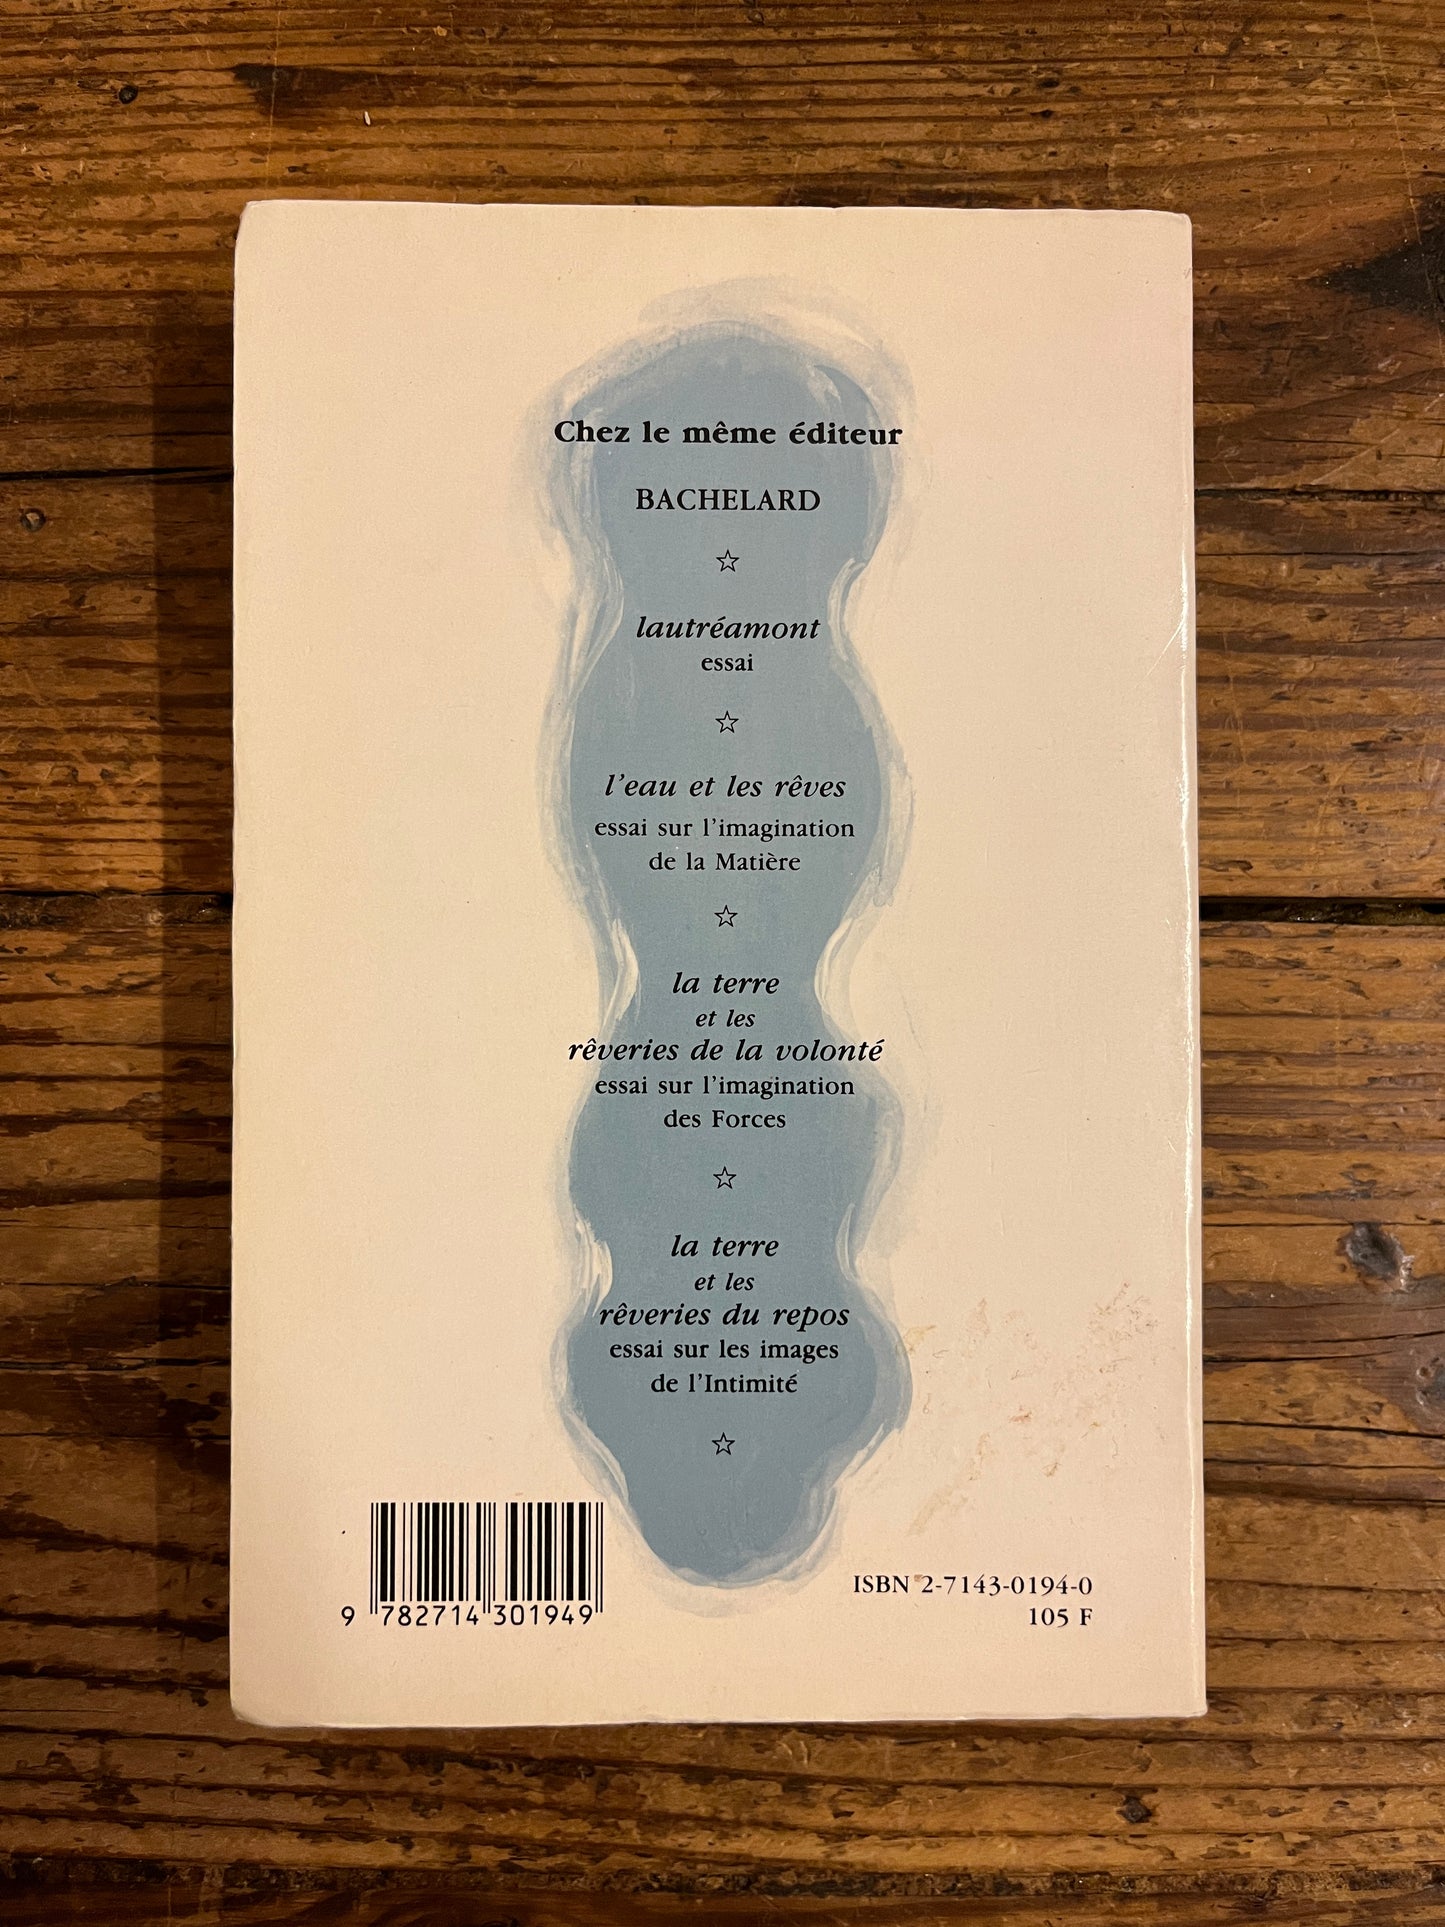 Chez le même éditeur
BACHELARD
☆
lautréamont
essai
☆
l'eau et les rêves
essai sur l'imagination
de la Matière
☆
la terre
et les
rêveries de la volonté
essai sur l'imagination
des Forces
☆
la terre
et les
rêveries du repos
essai sur les images
de l'Intimité
☆
9 782714 301949
ISBN 2-7143-0194-0
105 F